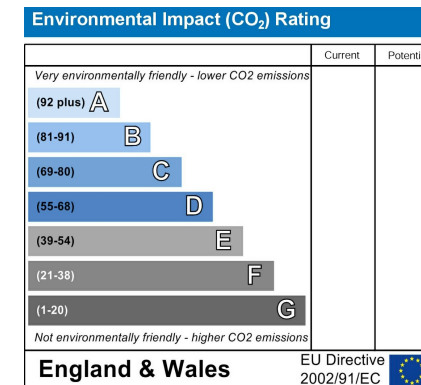 Environmental Impact (CO₂) Rating
Current Potenti
Very environmentally friendly - lower CO2 emissions
(92 plus) A
(81-91) B
(69-80) C
(55-68) D
(39-54) E
(21-38) F
(1-20) G
Not environmentally friendly - higher CO2 emissions
England & Wales
EU Directive
2002/91/EC